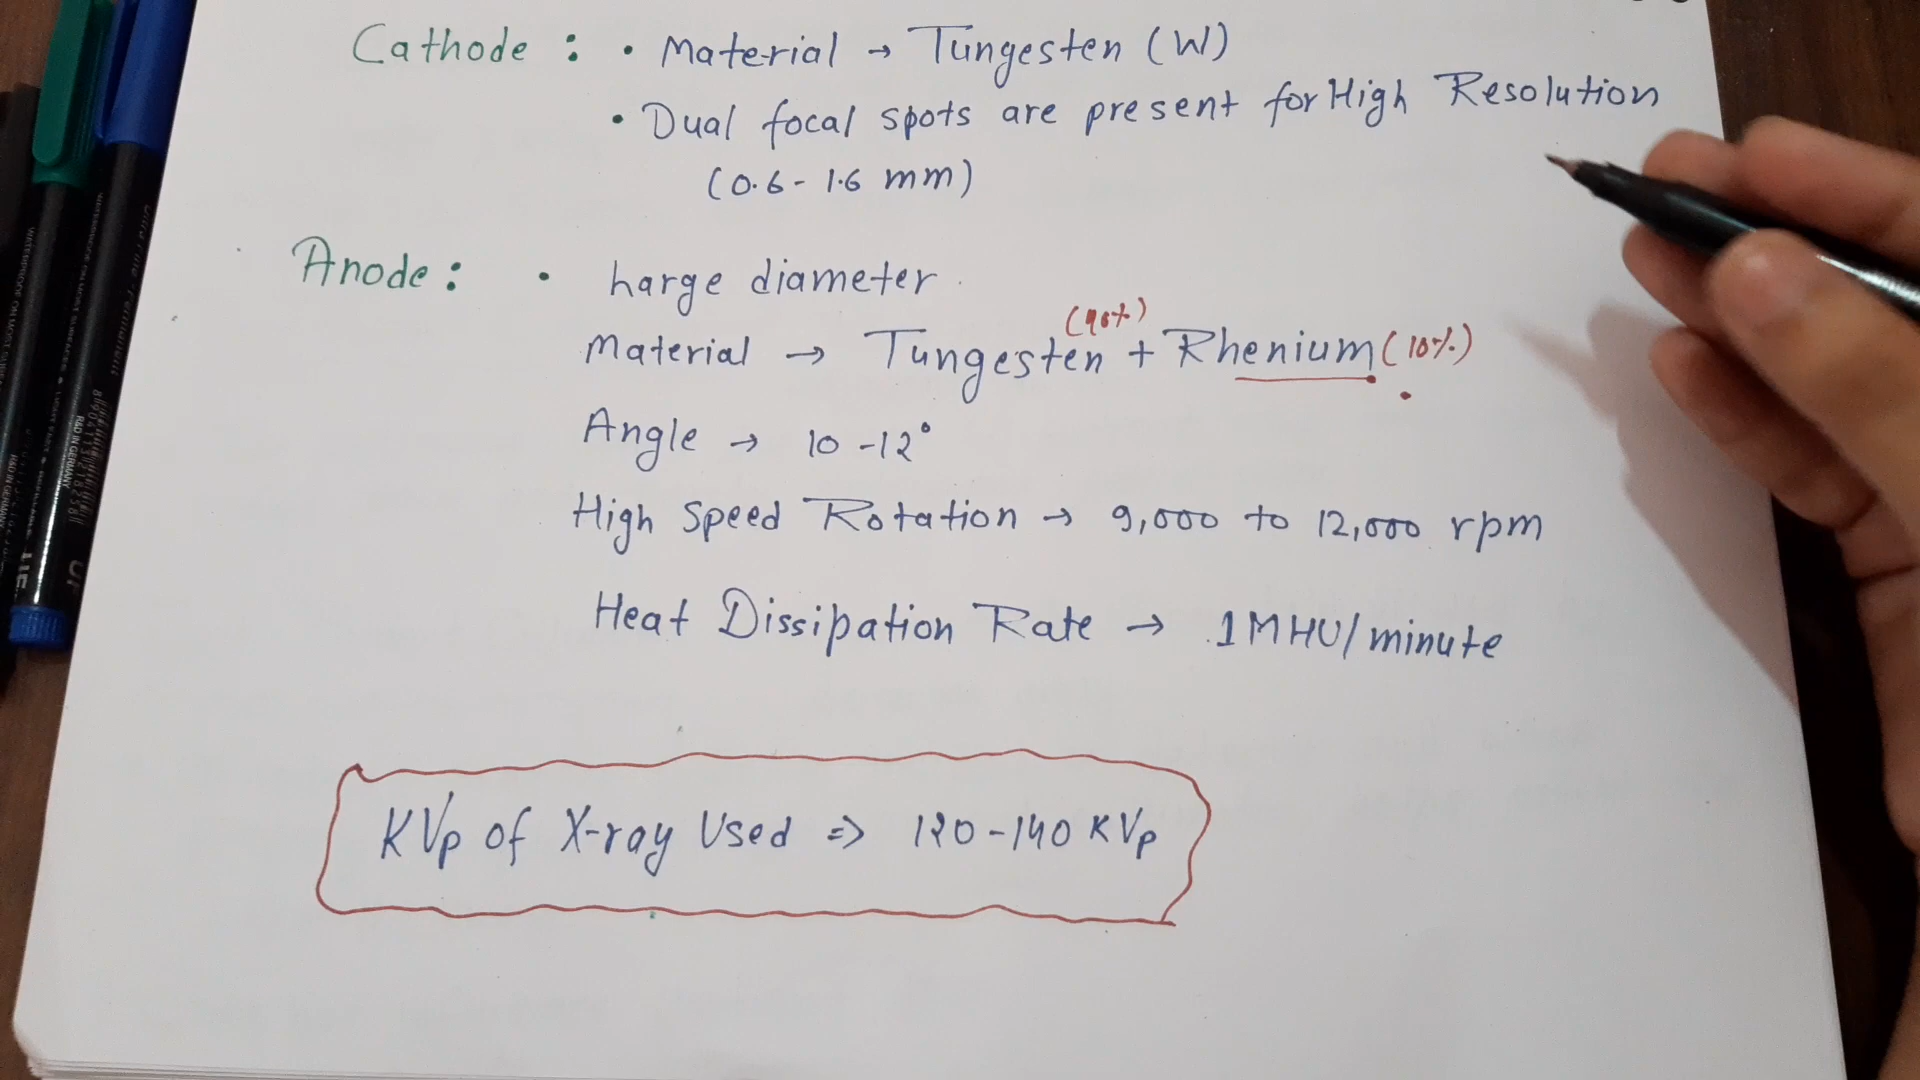 Cathode : • Material → Tungesten (W)
• Dual focal spots are present for High Resolution
(0.6 - 1.6 mm)
Anode : • Large diameter
(90%)
Material → Tungesten + Rhenium (10%)
Angle → 10 -12°
High Speed Rotation → 9,000 to 12,000 rpm
Heat Dissipation Rate → 1MHU/minute
KVp of X-ray Used => 120-140 KVp